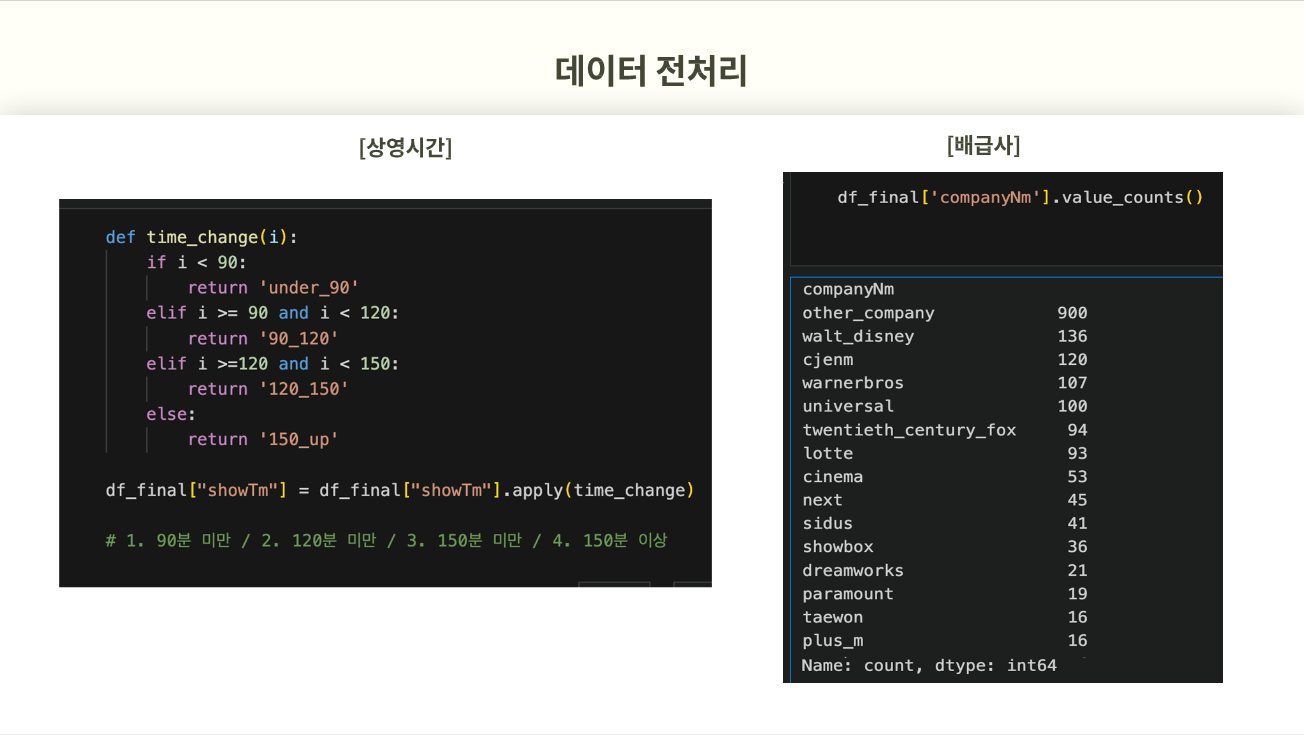 데이터 전처리
[상영시간]
def time_change(i):
    if i < 90:
        return 'under_90'
    elif i >= 90 and i < 120:
        return '90_120'
    elif i >=120 and i < 150:
        return '120_150'
    else:
        return '150_up'
df_final["showTm"] = df_final["showTm"].apply(time_change)
# 1. 90분 미만 / 2. 120분 미만 / 3. 150분 미만 / 4. 150분 이상
[배급사]
df_final['companyNm'].value_counts()
companyNm
other_company 900
walt_disney 136
cjenm 120
warnerbros 107
universal 100
twentieth_century_fox 94
lotte 93
cinema 53
next 45
sidus 41
showbox 36
dreamworks 21
paramount 19
taewon 16
plus_m 16
Name: count, dtype: int64